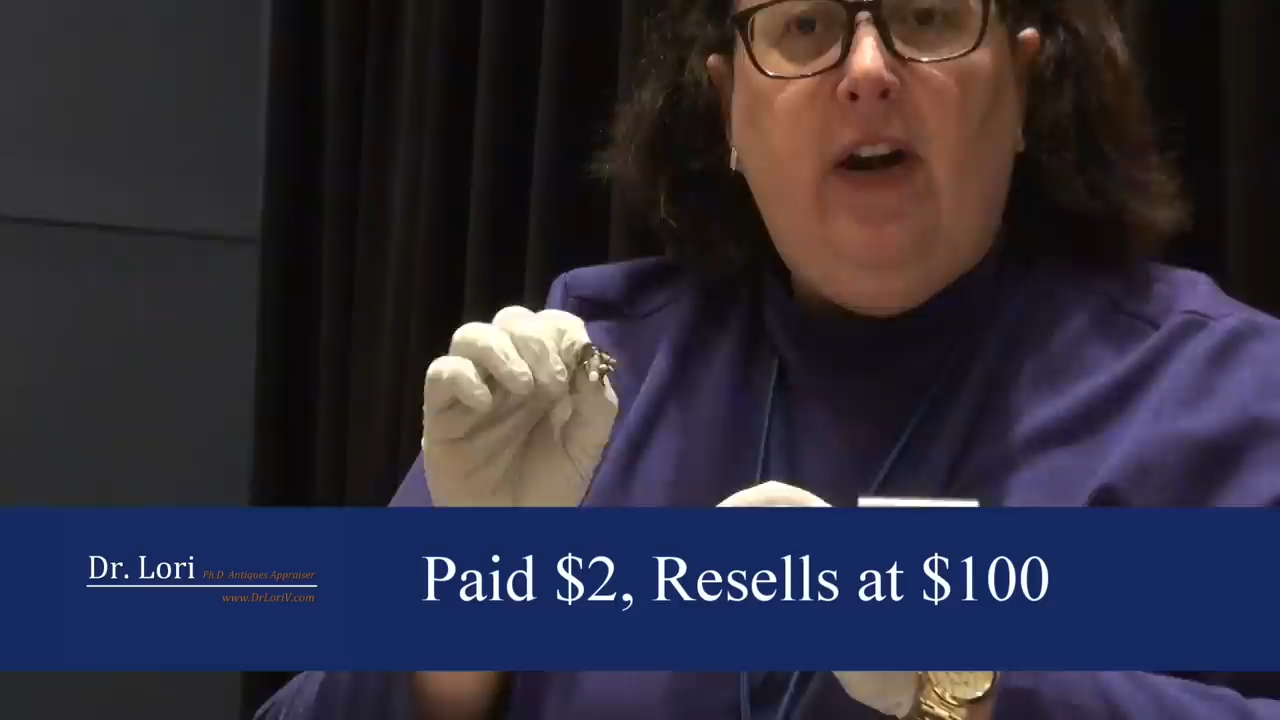 Dr. Lori Ph.D. Antiques Appraiser
www.DrLoriV.com
Paid $2, Resells at $100